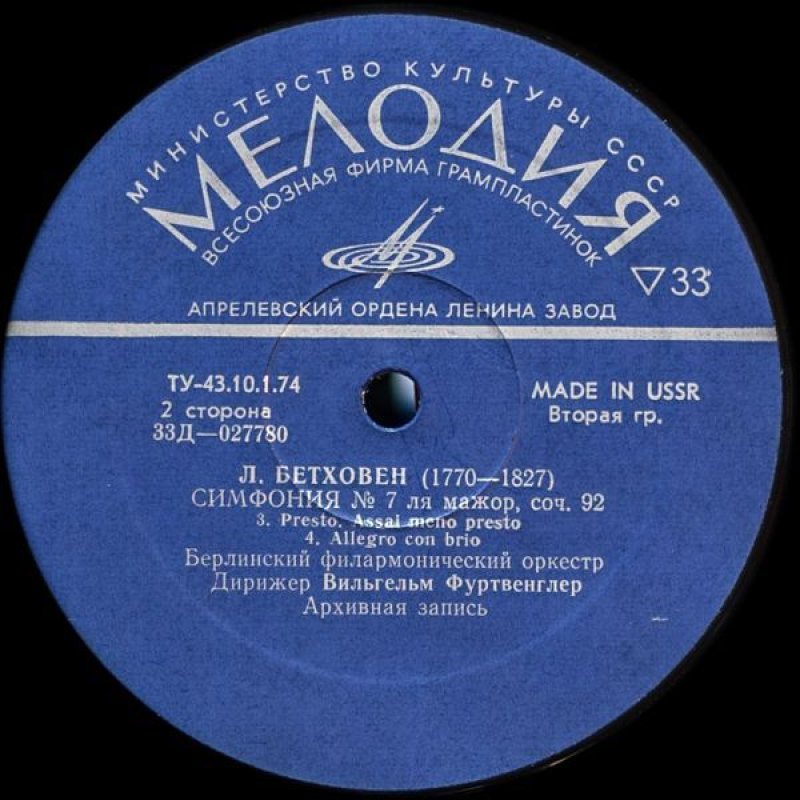 МИНИСТЕРСТВО КУЛЬТУРЫ СССР
МЕЛОДИЯ
ВСЕСОЮЗНАЯ ФИРМА ГРАМПЛАСТИНОК
▽33
АПРЕЛЕВСКИЙ ОРДЕНА ЛЕНИНА ЗАВОД
ТУ-43.10.1.74
2 сторона
33Д—027780
MADE IN USSR
Вторая гр.
Л. БЕТХОВЕН (1770—1827)
СИМФОНИЯ № 7 ля мажор, соч. 92
3. Presto. Assai meno presto
4. Allegro con brio
Берлинский филармонический оркестр
Дирижер Вильгельм Фуртвенглер
Архивная запись